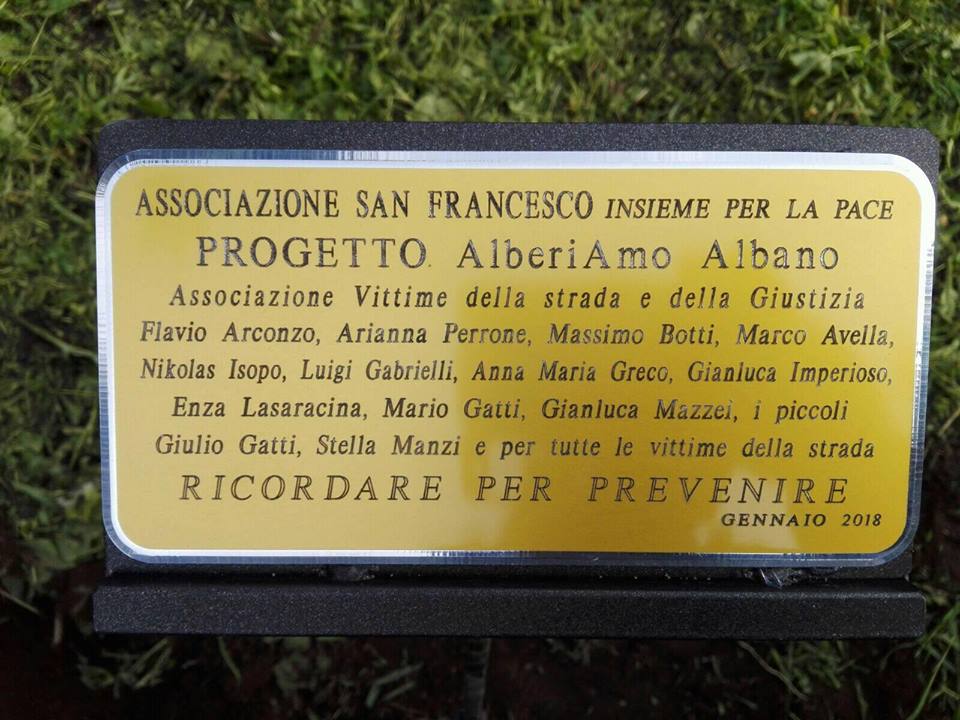 ASSOCIAZIONE SAN FRANCESCO INSIEME PER LA PACE
PROGETTO AlberiAmo Albano
Associazione Vittime della strada e della Giustizia
Flavio Arconzo, Arianna Perrone, Massimo Botti, Marco Avella,
Nikolas Isopo, Luigi Gabrielli, Anna Maria Greco, Gianluca Imperioso,
Enza Lasaracina, Mario Gatti, Gianluca Mazzei, i piccoli
Giulio Gatti, Stella Manzi e per tutte le vittime della strada
RICORDARE PER PREVENIRE
GENNAIO 2018